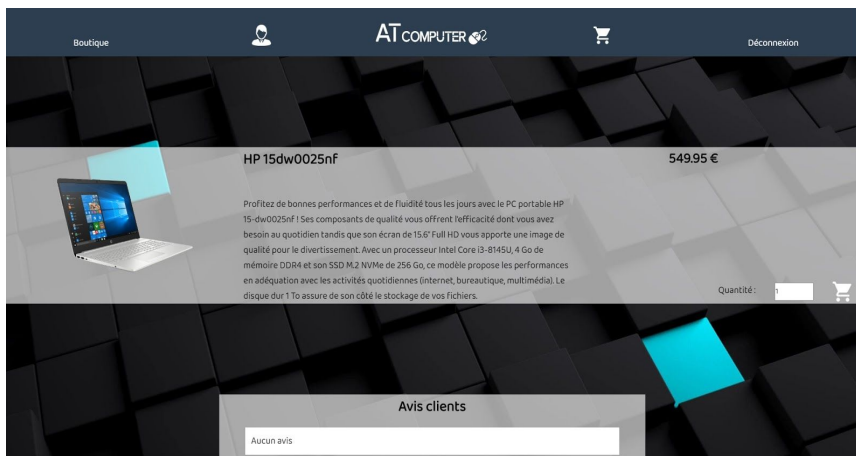 Boutique
AT COMPUTER
Déconnexion
HP 15dw0025nf
549.95 €
Profitez de bonnes performances et de fluidité tous les jours avec le PC portable HP
15-dw0025nf ! Ses composants de qualité vous offrent l'efficacité dont vous avez
besoin au quotidien tandis que son écran de 15.6" Full HD vous apporte une image de
qualité pour le divertissement. Avec un processeur Intel Core i3-8145U, 4 Go de
mémoire DDR4 et son SSD M.2 NVMe de 256 Go, ce modèle propose les performances
en adéquation avec les activités quotidiennes (internet, bureautique, multimédia). Le
disque dur 1 To assure de son côté le stockage de vos fichiers.
Quantité : 1
Avis clients
Aucun avis